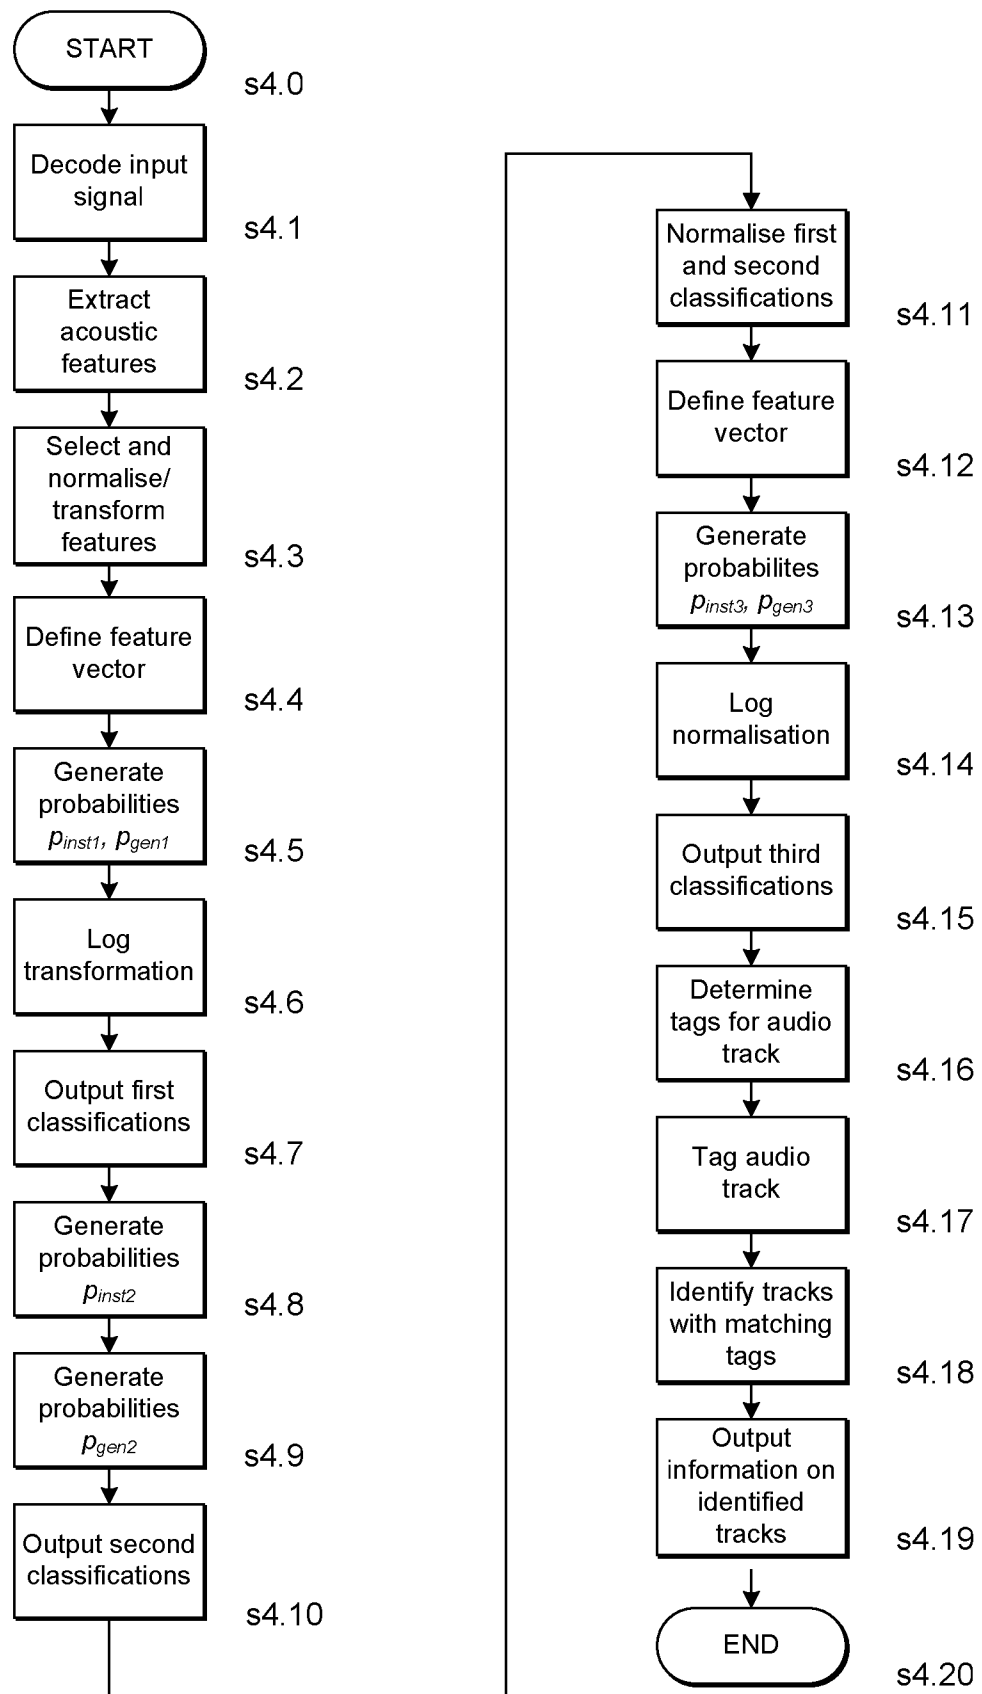 START
s4.0
Decode input
signal
s4.1
Extract
acoustic
features
s4.2
Select and
normalise/
transform
features
s4.3
Define feature
vector
s4.4
Generate
probabilities
pinst1, pgen1
s4.5
Log
transformation
s4.6
Output first
classifications
s4.7
Generate
probabilities
pinst2
s4.8
Generate
probabilities
pgen2
s4.9
Output second
classifications
s4.10
Normalise first
and second
classifications
s4.11
Define feature
vector
s4.12
Generate
probabilites
pinst3, pgen3
s4.13
Log
normalisation
s4.14
Output third
classifications
s4.15
Determine
tags for audio
track
s4.16
Tag audio
track
s4.17
Identify tracks
with matching
tags
s4.18
Output
information on
identified
tracks
s4.19
END
s4.20